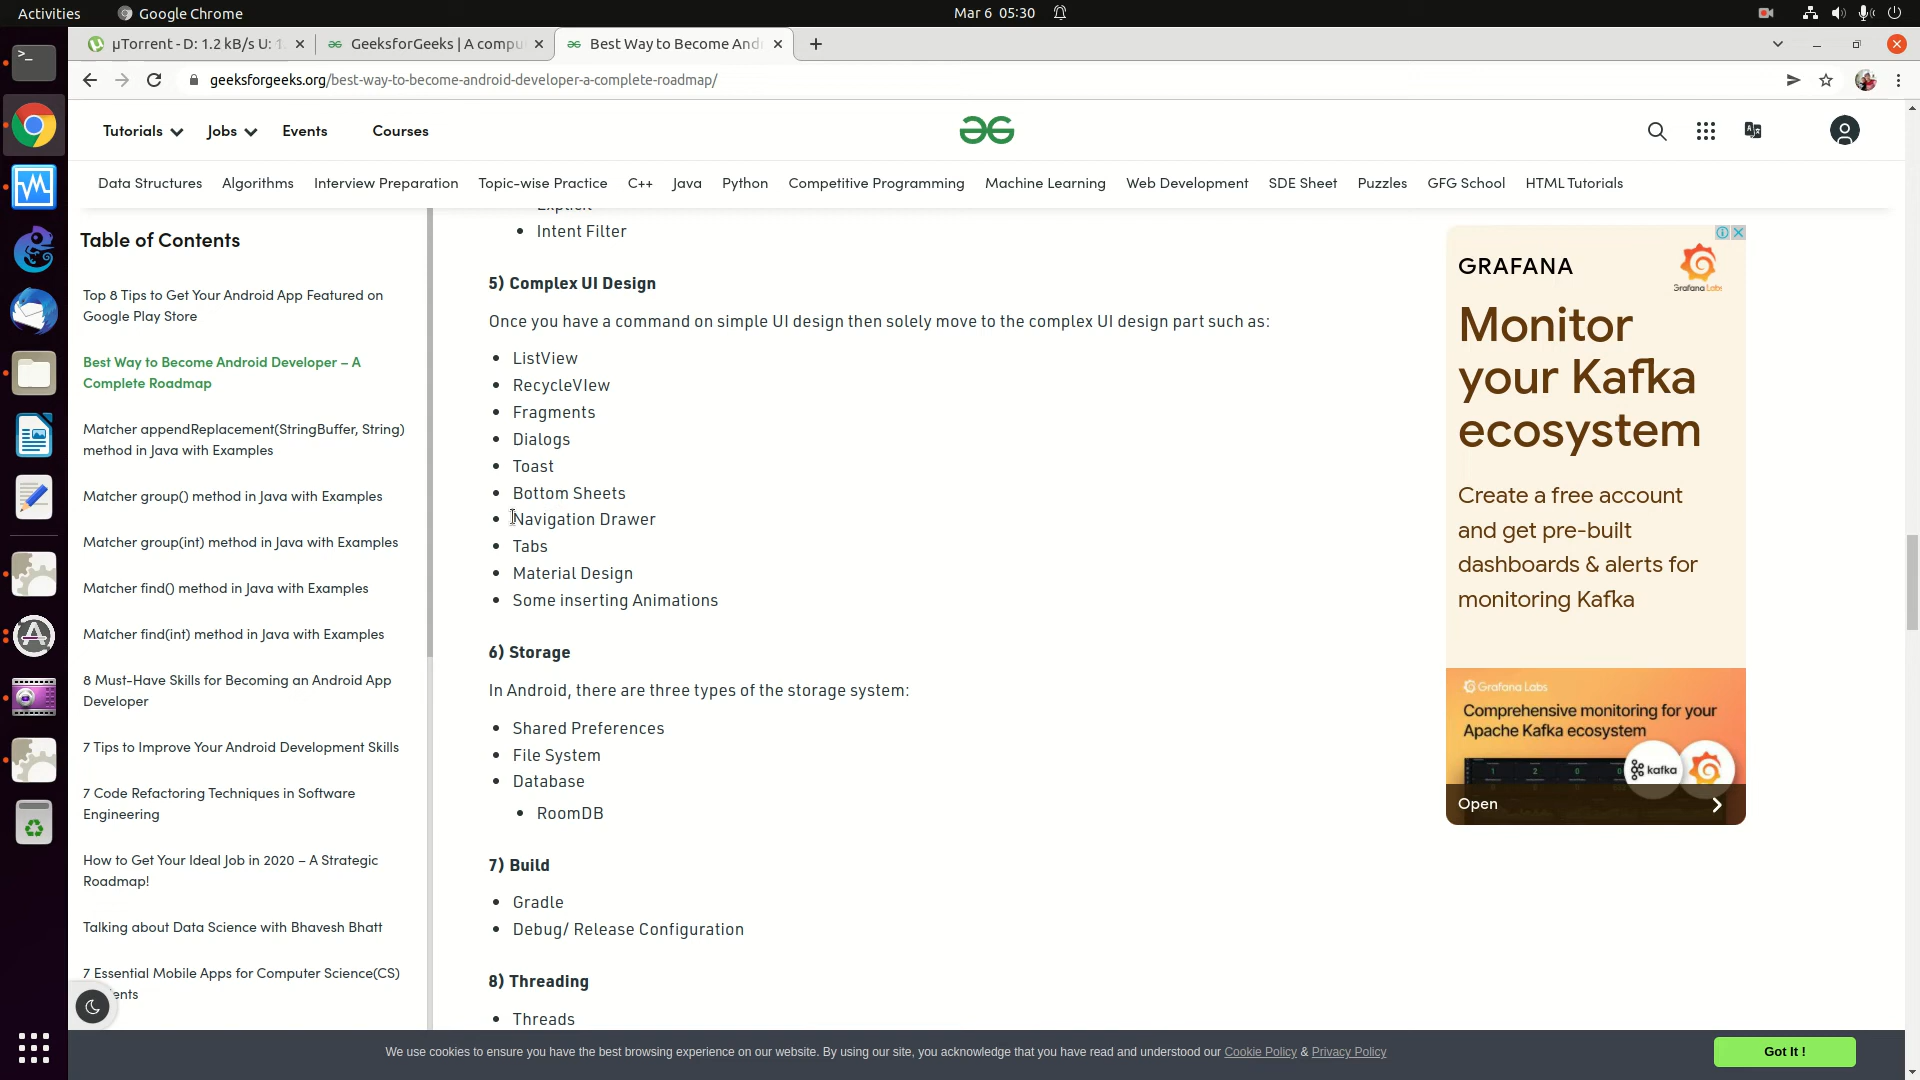 Activities
Google Chrome
Mar 6 05:30
µTorrent - D: 1.2 kB/s U: 1.
GeeksforGeeks | A compu
Best Way to Become And
geeksforgeeks.org/best-way-to-become-android-developer-a-complete-roadmap/
Tutorials
Jobs
Events
Courses
Data Structures
Algorithms
Interview Preparation
Topic-wise Practice
C++
Java
Python
Competitive Programming
Machine Learning
Web Development
SDE Sheet
Puzzles
GFG School
HTML Tutorials
Table of Contents
Top 8 Tips to Get Your Android App Featured on
Google Play Store
Best Way to Become Android Developer – A
Complete Roadmap
Matcher appendReplacement(StringBuffer, String)
method in Java with Examples
Matcher group() method in Java with Examples
Matcher group(int) method in Java with Examples
Matcher find() method in Java with Examples
Matcher find(int) method in Java with Examples
8 Must-Have Skills for Becoming an Android App
Developer
7 Tips to Improve Your Android Development Skills
7 Code Refactoring Techniques in Software
Engineering
How to Get Your Ideal Job in 2020 – A Strategic
Roadmap!
Talking about Data Science with Bhavesh Bhatt
7 Essential Mobile Apps for Computer Science(CS)
ents
Explicit
Intent Filter
5) Complex UI Design
Once you have a command on simple UI design then solely move to the complex UI design part such as:
ListView
RecycleVIew
Fragments
Dialogs
Toast
Bottom Sheets
Navigation Drawer
Tabs
Material Design
Some inserting Animations
6) Storage
In Android, there are three types of the storage system:
Shared Preferences
File System
Database
RoomDB
7) Build
Gradle
Debug/ Release Configuration
8) Threading
Threads
GRAFANA
Grafana Labs
Monitor
your Kafka
ecosystem
Create a free account
and get pre-built
dashboards & alerts for
monitoring Kafka
Grafana Labs
Comprehensive monitoring for your
Apache Kafka ecosystem
1 2 0 0
kafka
Open
We use cookies to ensure you have the best browsing experience on our website. By using our site, you acknowledge that you have read and understood our Cookie Policy & Privacy Policy
Got It !